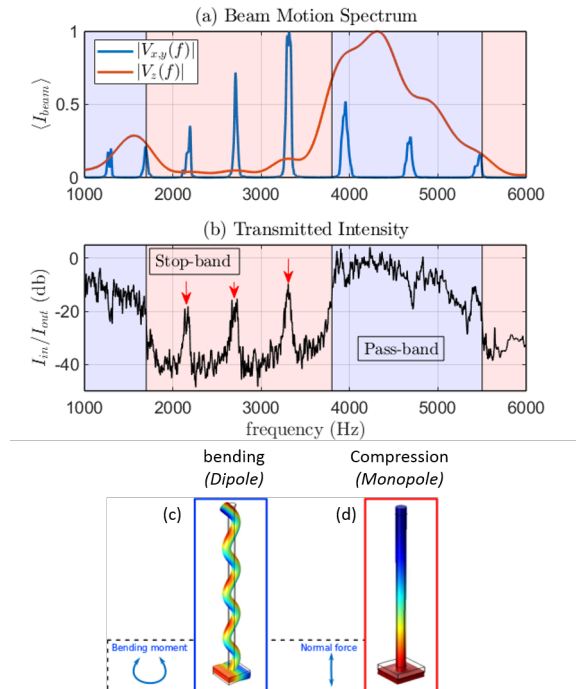 (a) Beam Motion Spectrum
|V_{x,y}(f)|
|V_z(f)|
⟨I_{beam}⟩
1
0.5
0
1000 2000 3000 4000 5000 6000
(b) Transmitted Intensity
Stop-band
Pass-band
I_{in}/I_{out} (db)
0
-20
-40
1000 2000 3000 4000 5000 6000
frequency (Hz)
bending
(Dipole)
Compression
(Monopole)
(c)
(d)
Bending moment
Normal force